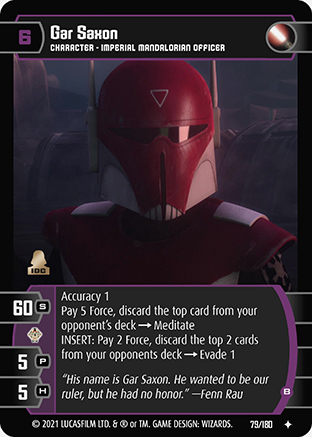 6
Gar Saxon
CHARACTER - IMPERIAL MANDALORIAN OFFICER
IDC
60 S
5 P
5 H
Accuracy 1
Pay 5 Force, discard the top card from your
opponent's deck → Meditate
INSERT: Pay 2 Force, discard the top 2 cards
from your opponents deck → Evade 1
"His name is Gar Saxon. He wanted to be our
ruler, but he had no honor." —Fenn Rau
B
© 2021 LUCASFILM LTD. & ® or TM. GAME DESIGN: WIZARDS.
79/180